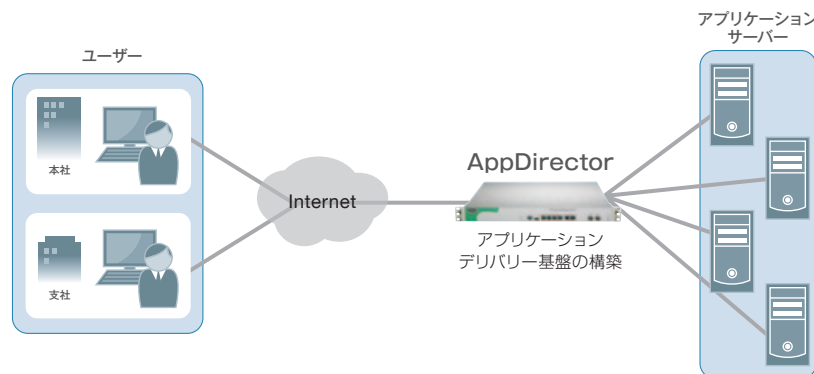 ユーザー
本社
支社
Internet
AppDirector
アプリケーション
デリバリー基盤の構築
アプリケーション
サーバー